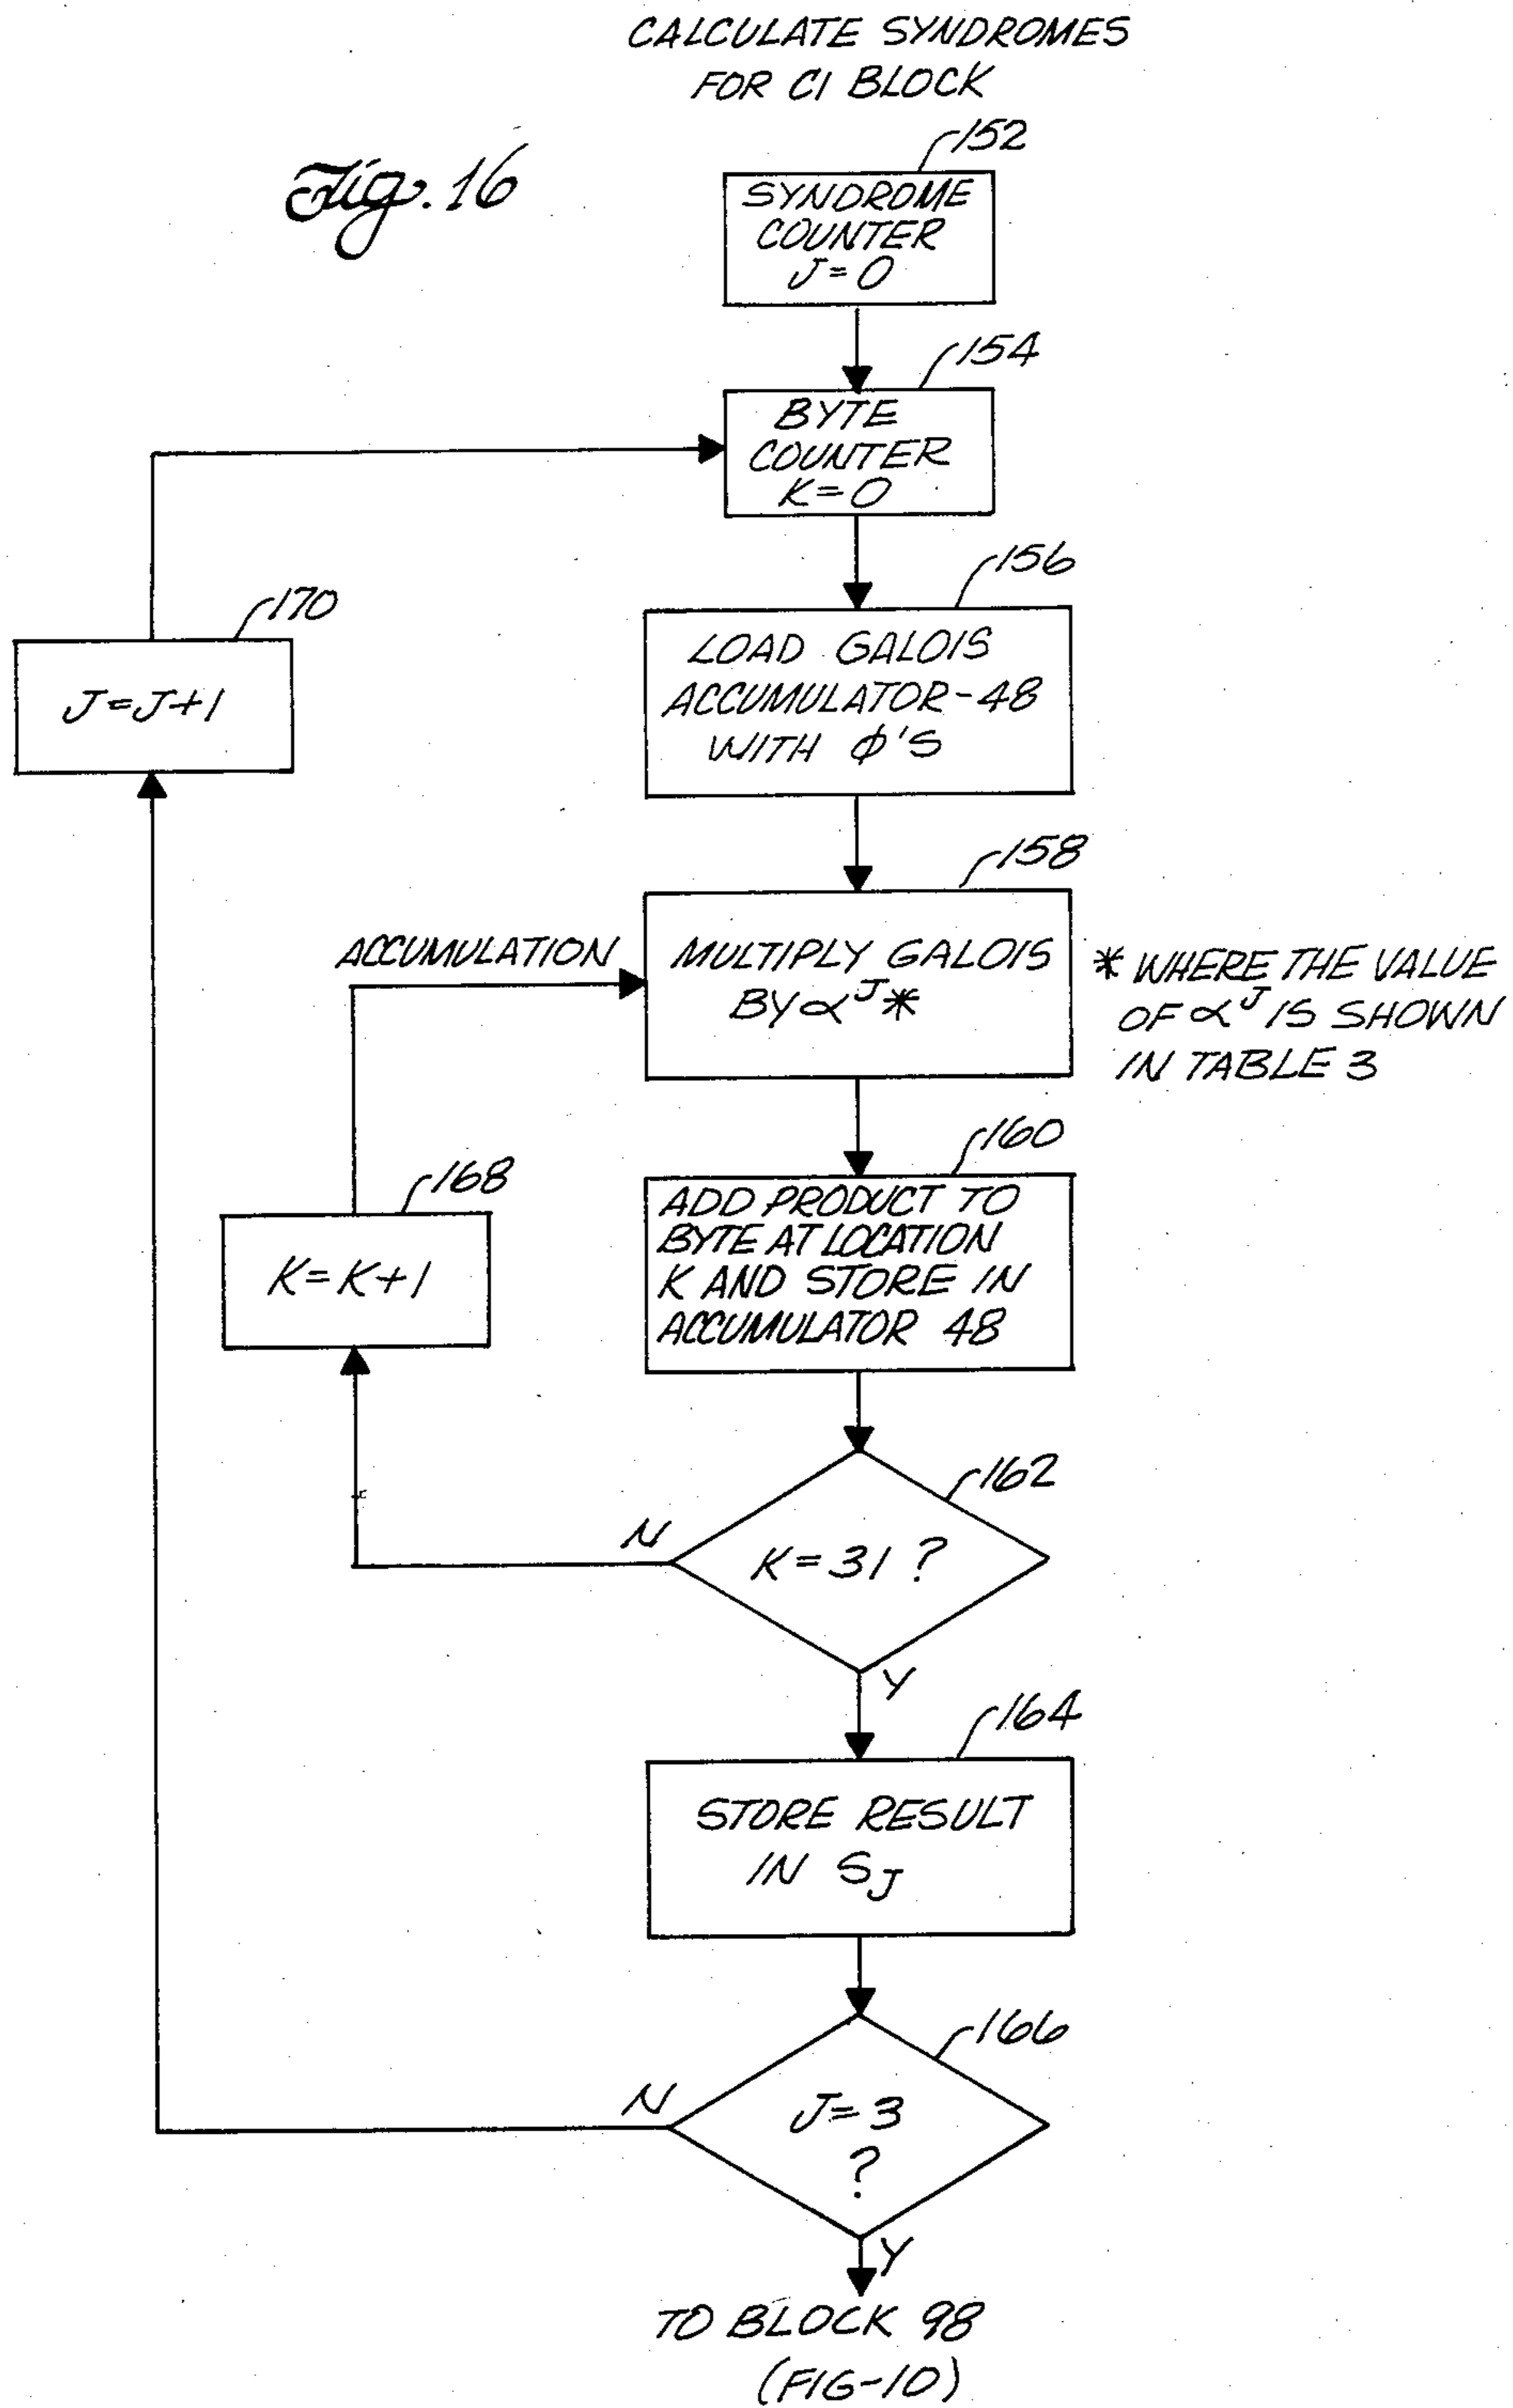 CALCULATE SYNDROMES
FOR C1 BLOCK
Fig. 16
152
SYNDROME
COUNTER
J=0
154
BYTE
COUNTER
K=0
156
LOAD GALOIS
ACCUMULATOR-48
WITH ϕ'S
170
J=J+1
158
ACCUMULATION
MULTIPLY GALOIS
BY ∝ᴶ*
* WHERE THE VALUE
OF ∝ᴶ IS SHOWN
IN TABLE 3
160
ADD PRODUCT TO
BYTE AT LOCATION
K AND STORE IN
ACCUMULATOR 48
168
K=K+1
162
N
K=31 ?
Y
164
STORE RESULT
IN SJ
166
N
J=3
?
Y
TO BLOCK 98
(FIG-10)